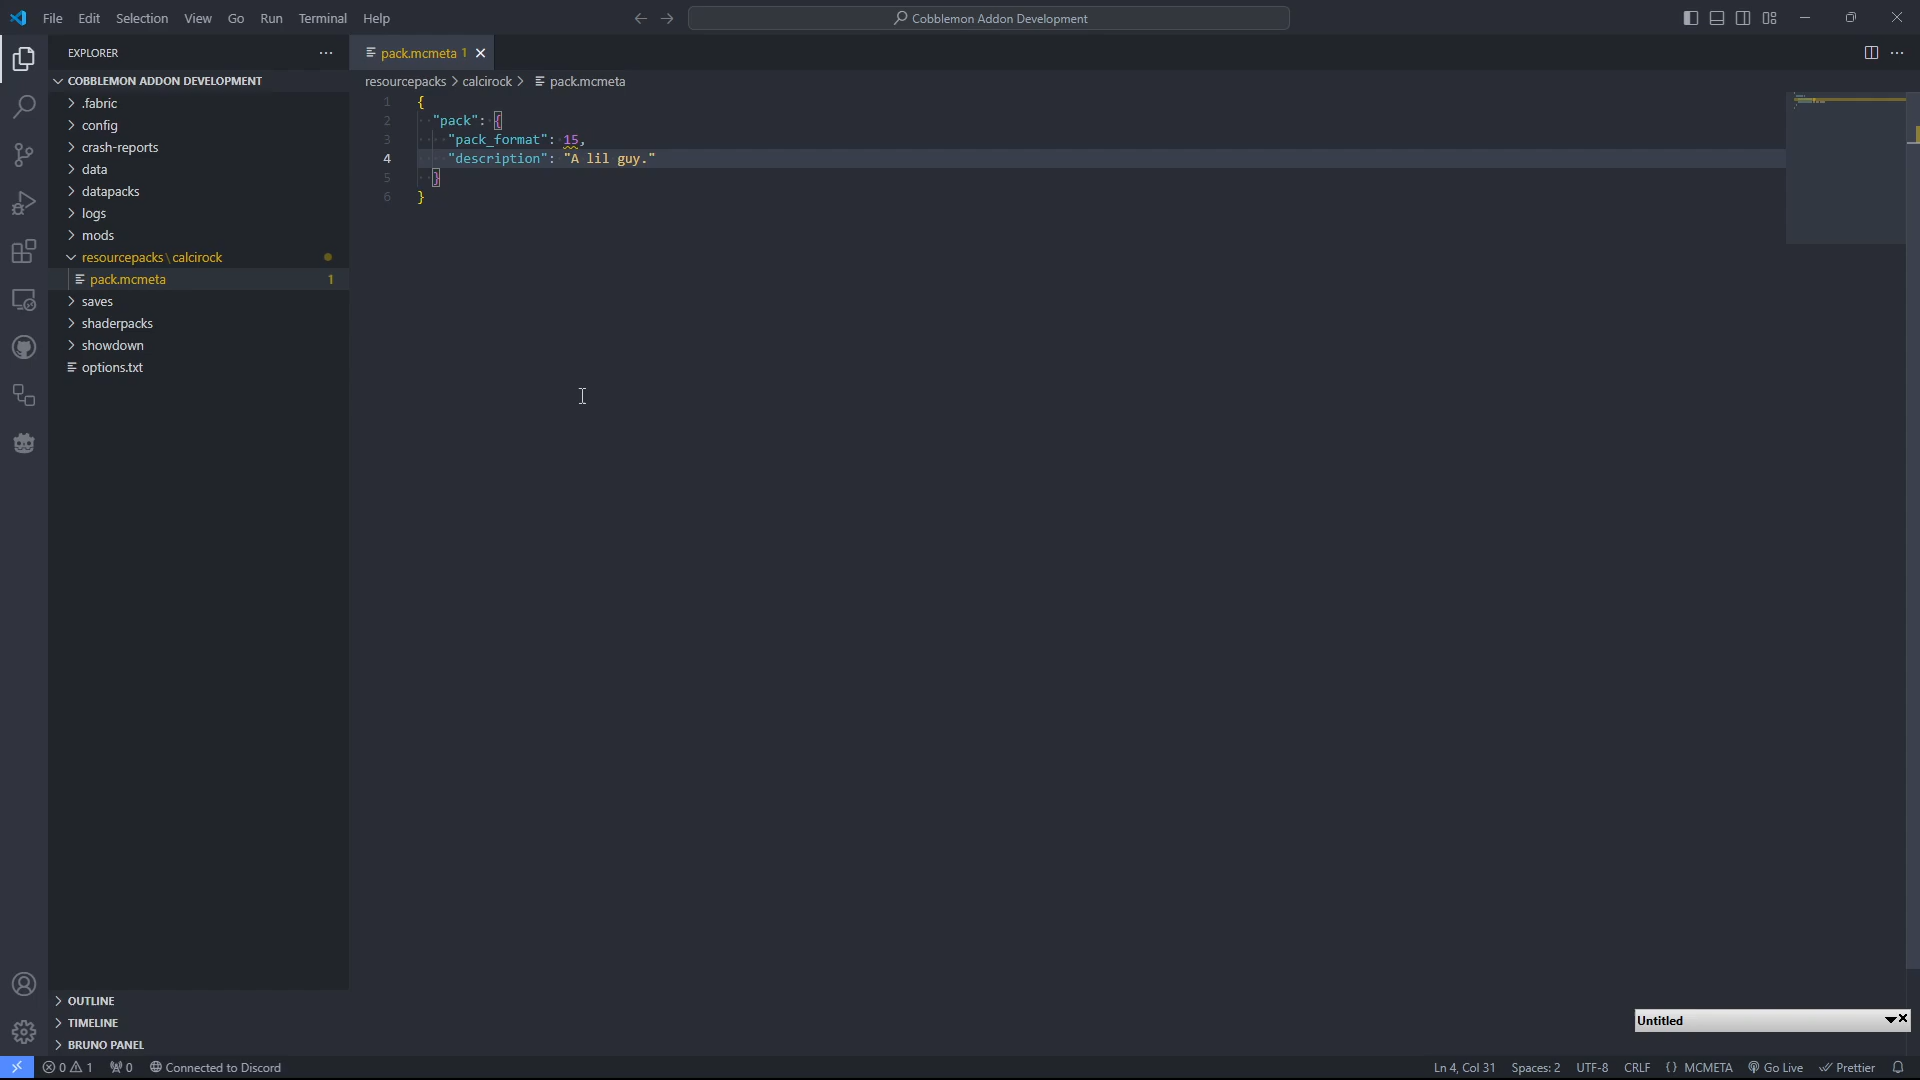 File Edit Selection View Go Run Terminal Help
Cobblemon Addon Development
EXPLORER
pack.mcmeta 1
COBBLEMON ADDON DEVELOPMENT
resourcepacks > calcirock > pack.mcmeta
.fabric
config
crash-reports
data
datapacks
logs
mods
resourcepacks\calcirock
pack.mcmeta 1
saves
shaderpacks
showdown
options.txt
1 {
2 "pack": {
3 "pack_format": 15,
4 "description": "A lil guy."
5 }
6 }
OUTLINE
TIMELINE
BRUNO PANEL
Untitled
0 1 0 Connected to Discord Ln 4, Col 31 Spaces: 2 UTF-8 CRLF {} MCMETA Go Live Prettier